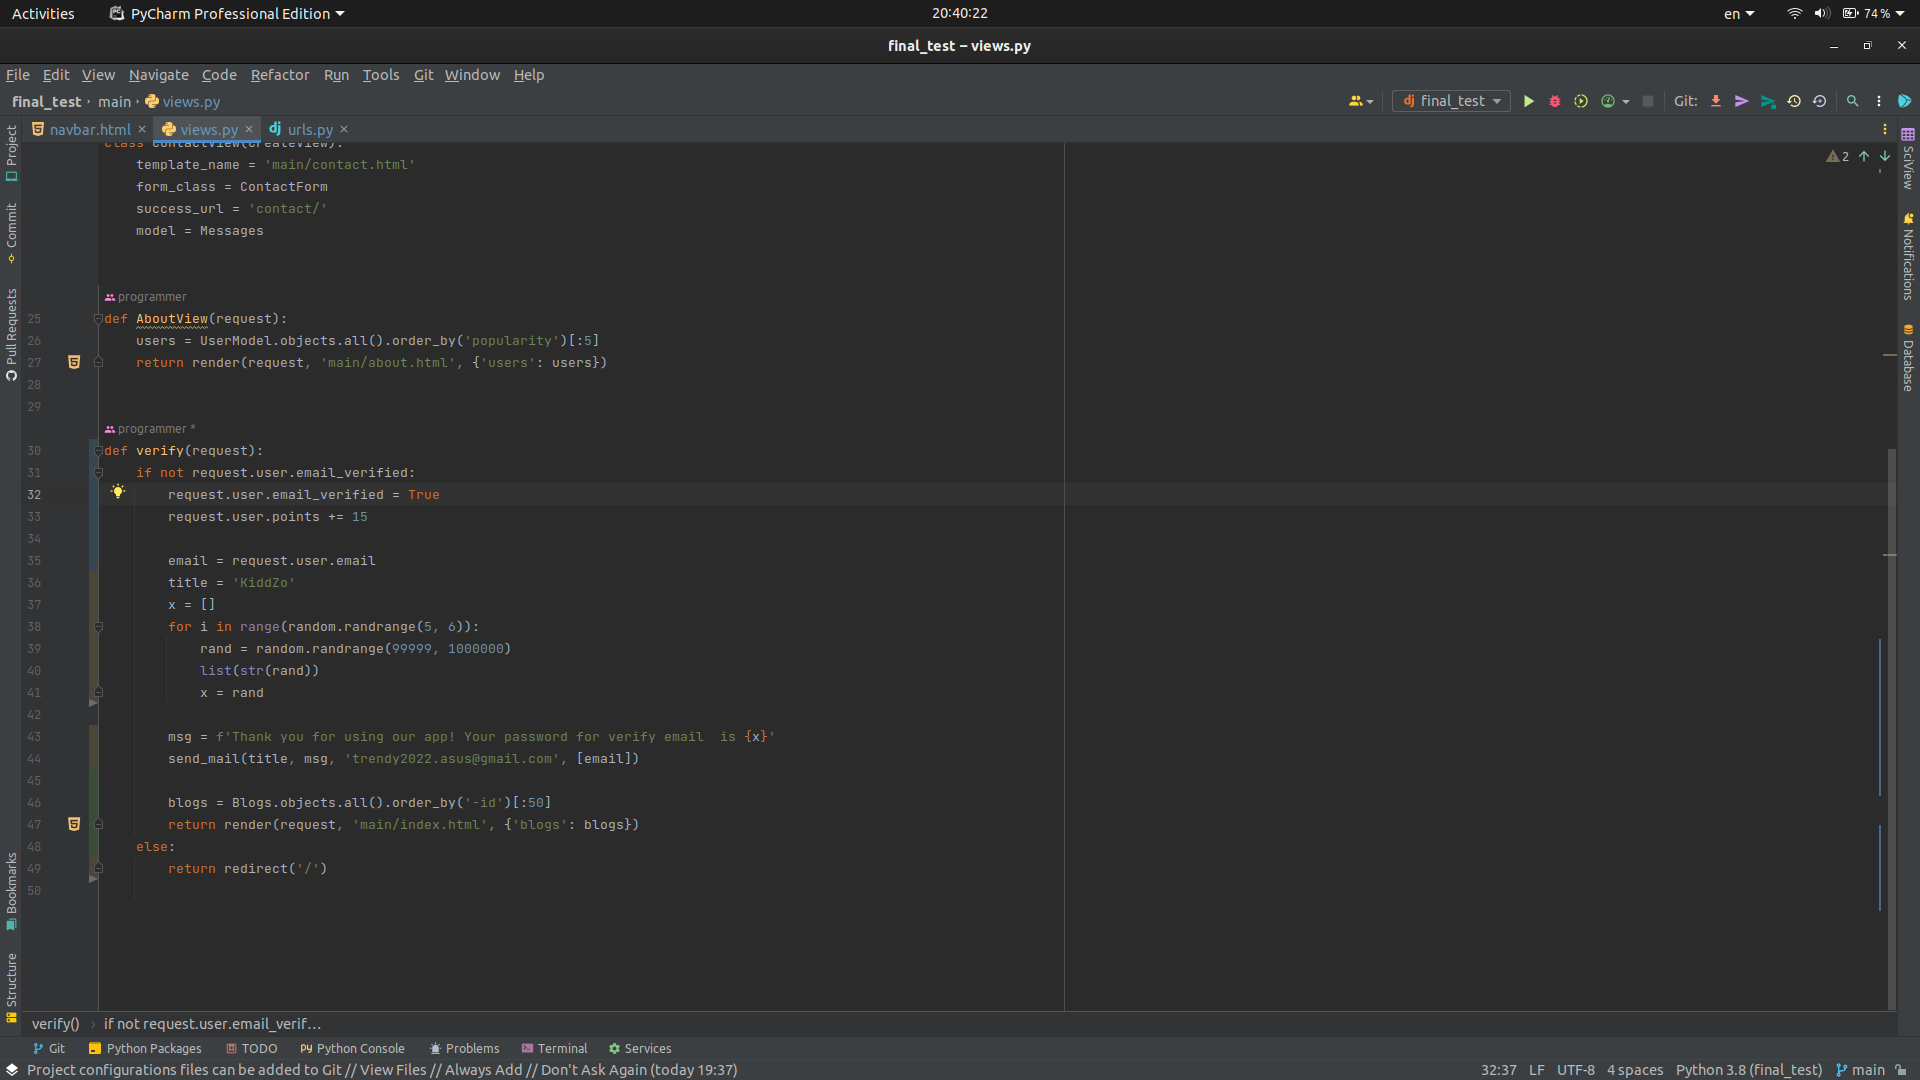 Activities PyCharm Professional Edition 20:40:22 en 74 %
final_test – views.py
File Edit View Navigate Code Refactor Run Tools Git Window Help
final_test main views.py final_test Git:
navbar.html views.py urls.py
class ContactView(CreateView):
template_name = 'main/contact.html'
form_class = ContactForm
success_url = 'contact/'
model = Messages
2
programmer
25 def AboutView(request):
26 users = UserModel.objects.all().order_by('popularity')[:5]
27 return render(request, 'main/about.html', {'users': users})
28
29
programmer *
30 def verify(request):
31 if not request.user.email_verified:
32 request.user.email_verified = True
33 request.user.points += 15
34
35 email = request.user.email
36 title = 'KiddZo'
37 x = []
38 for i in range(random.randrange(5, 6)):
39 rand = random.randrange(99999, 1000000)
40 list(str(rand))
41 x = rand
42
43 msg = f'Thank you for using our app! Your password for verify email  is {x}'
44 send_mail(title, msg, 'trendy2022.asus@gmail.com', [email])
45
46 blogs = Blogs.objects.all().order_by('-id')[:50]
47 return render(request, 'main/index.html', {'blogs': blogs})
48 else:
49 return redirect('/')
50
Project
Commit
Pull Requests
Bookmarks
Structure
SciView
Notifications
Database
verify() if not request.user.email_verif...
Git Python Packages TODO Python Console Problems Terminal Services
Project configurations files can be added to Git // View Files // Always Add // Don't Ask Again (today 19:37) 32:37 LF UTF-8 4 spaces Python 3.8 (final_test) main